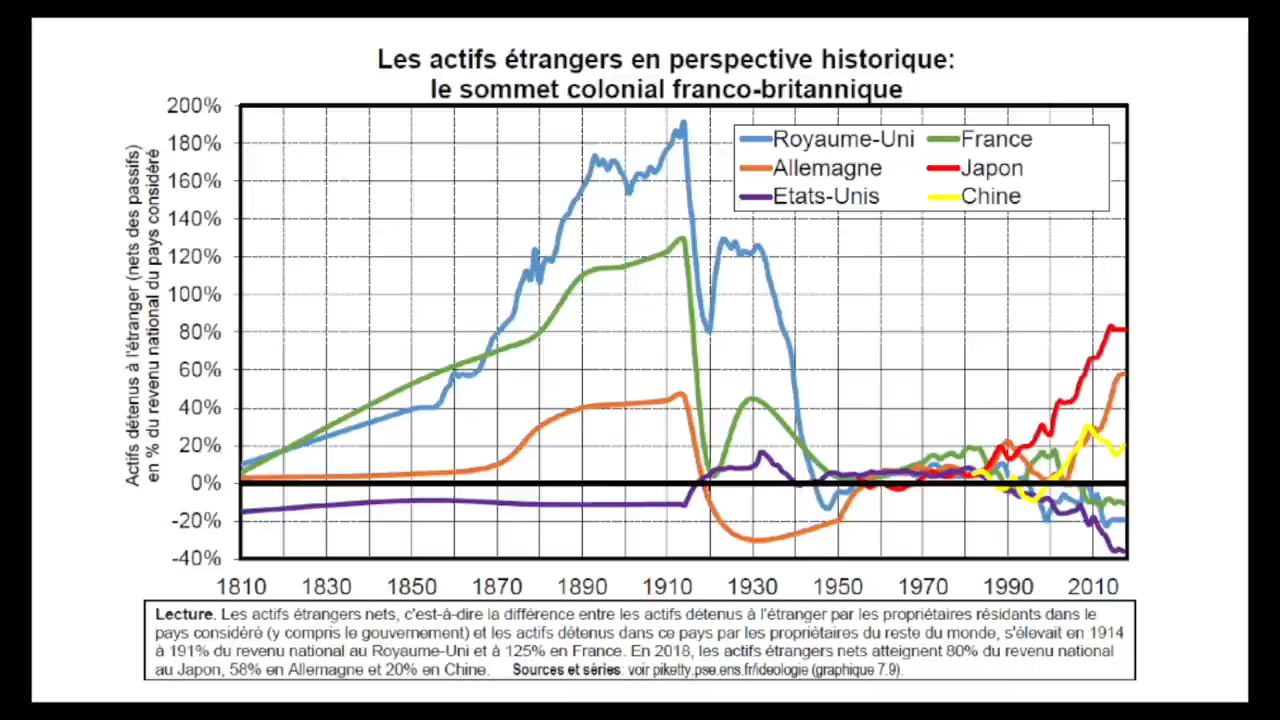 Les actifs étrangers en perspective historique:
le sommet colonial franco-britannique
Actifs détenus à l'étranger (nets des passifs)
en % du revenu national du pays considéré
200%
180%
160%
140%
120%
100%
80%
60%
40%
20%
0%
-20%
-40%
Royaume-Uni
France
Allemagne
Japon
Etats-Unis
Chine
1810
1830
1850
1870
1890
1910
1930
1950
1970
1990
2010
Lecture. Les actifs étrangers nets, c'est-à-dire la différence entre les actifs détenus à l'étranger par les propriétaires résidants dans le
pays considéré (y compris le gouvernement) et les actifs détenus dans ce pays par les propriétaires du reste du monde, s'élevait en 1914
à 191% du revenu national au Royaume-Uni et à 125% en France. En 2018, les actifs étrangers nets atteignent 80% du revenu national
au Japon, 58% en Allemagne et 20% en Chine. Sources et séries: voir piketty.pse.ens.fr/ideologie (graphique 7.9).